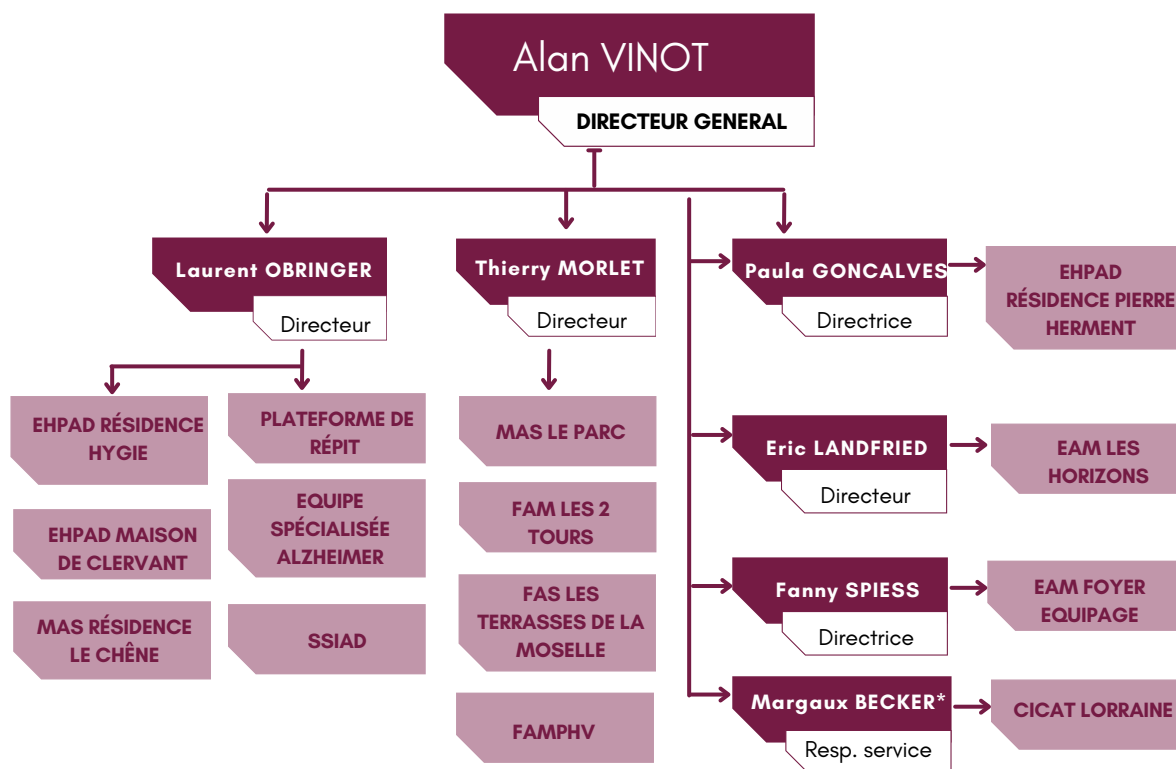 Alan VINOT
DIRECTEUR GENERAL
Laurent OBRINGER
Directeur
EHPAD RÉSIDENCE
HYGIE
EHPAD MAISON
DE CLERVANT
MAS RÉSIDENCE
LE CHÊNE
PLATEFORME DE
RÉPIT
EQUIPE
SPÉCIALISÉE
ALZHEIMER
SSIAD
Thierry MORLET
Directeur
MAS LE PARC
FAM LES 2
TOURS
FAS LES
TERRASSES DE LA
MOSELLE
FAMPHV
Paula GONCALVES
Directrice
EHPAD
RÉSIDENCE PIERRE
HERMENT
Eric LANDFRIED
Directeur
EAM LES
HORIZONS
Fanny SPIESS
Directrice
EAM FOYER
EQUIPAGE
Margaux BECKER*
Resp. service
CICAT LORRAINE